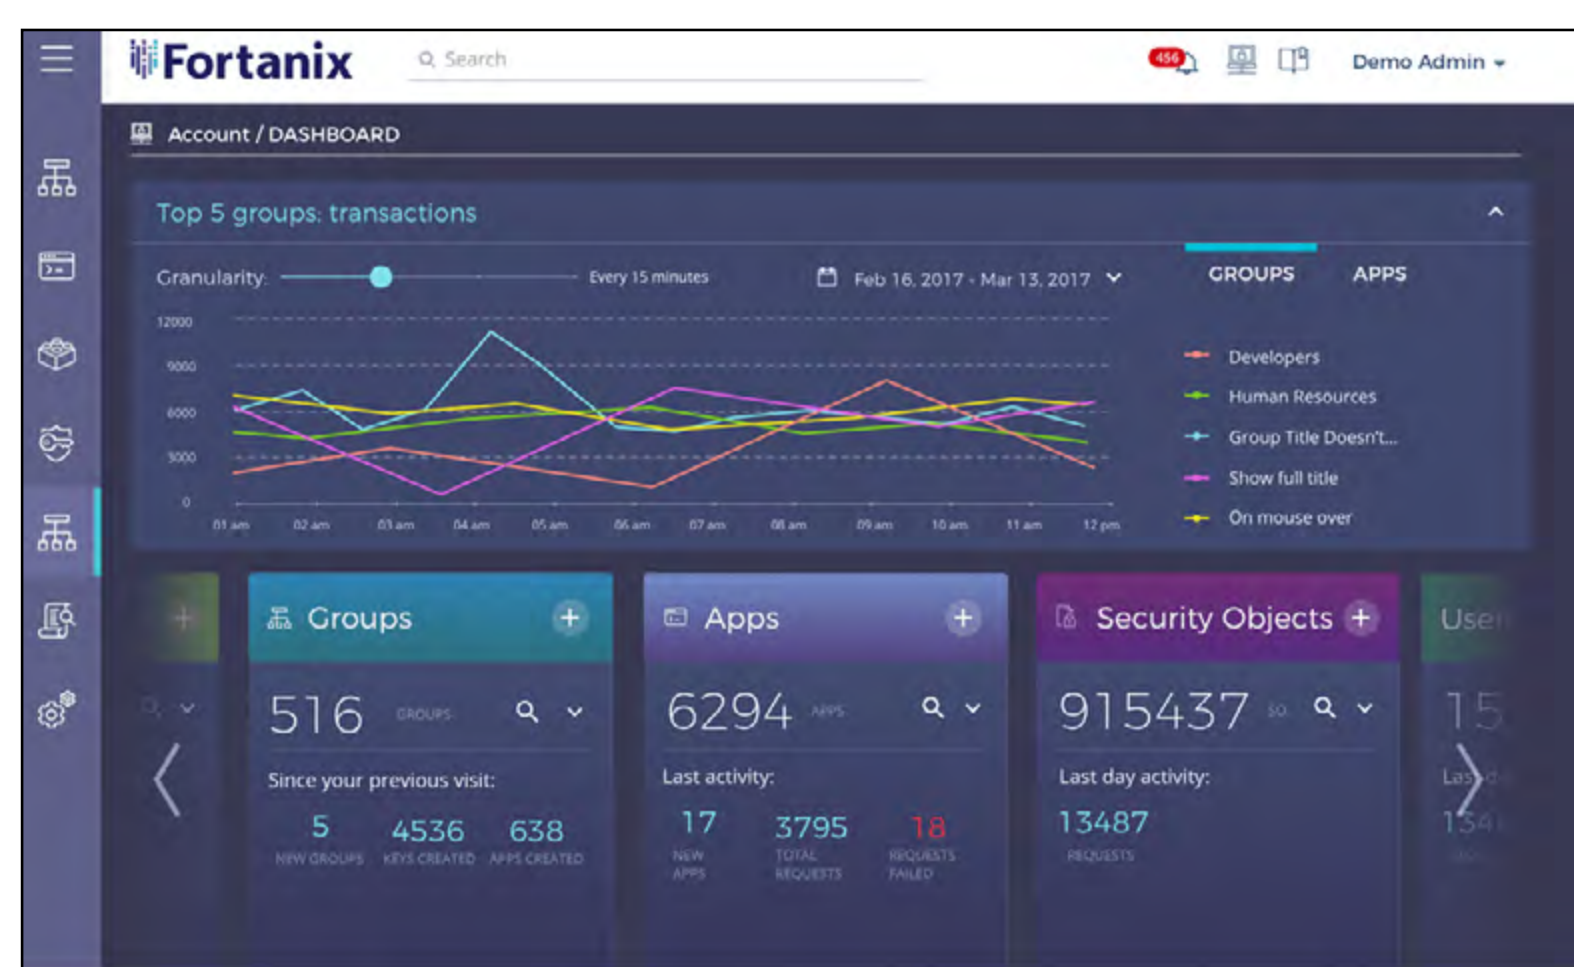 Fortanix
Search
456
Demo Admin
Account / DASHBOARD
Top 5 groups: transactions
Granularity:
Every 15 minutes
Feb 16, 2017 - Mar 13, 2017
GROUPS
APPS
12000
9000
6000
3000
0
01 am 02 am 03 am 04 am 05 am 06 am 07 am 08 am 09 am 10 am 11 am 12 pm
Developers
Human Resources
Group Title Doesn't...
Show full title
On mouse over
Groups
516 GROUPS
Since your previous visit:
5 4536 638
NEW GROUPS KEYS CREATED APPS CREATED
Apps
6294 APPS
Last activity:
17 3795 18
NEW TOTAL REQUESTS
APPS REQUESTS FAILED
Security Objects
915437 SO
Last day activity:
13487
REQUESTS
User
15